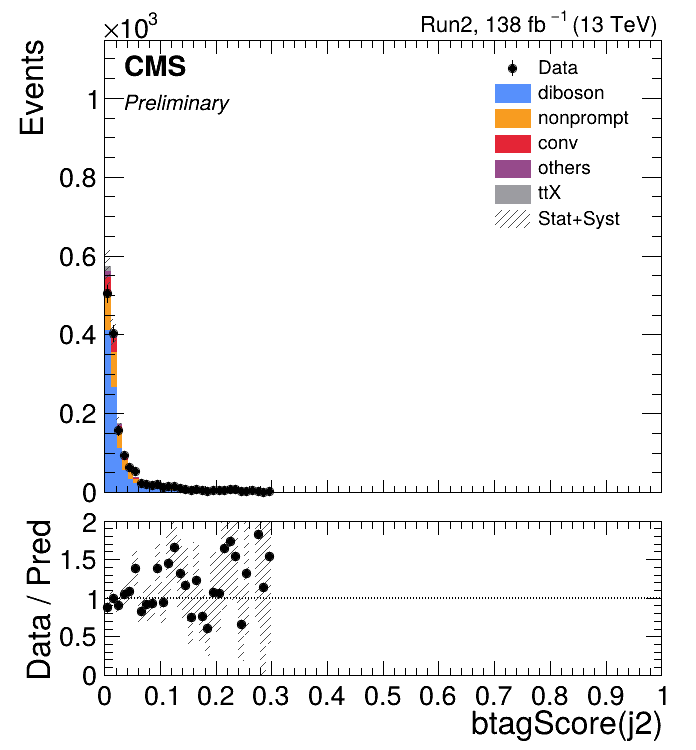 ×10³
Run2, 138 fb⁻¹ (13 TeV)
CMS
Preliminary
Data
diboson
nonprompt
conv
others
ttX
Stat+Syst
Events
1
0.8
0.6
0.4
0.2
0
Data / Pred
2
1.5
1
0.5
0
0 0.1 0.2 0.3 0.4 0.5 0.6 0.7 0.8 0.9 1
btagScore(j2)